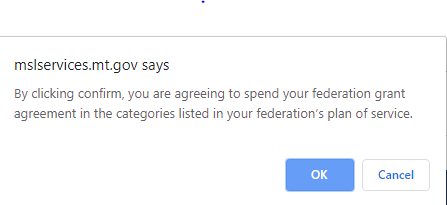 mslservices.mt.gov says
By clicking confirm, you are agreeing to spend your federation grant
agreement in the categories listed in your federation's plan of service.
OK
Cancel